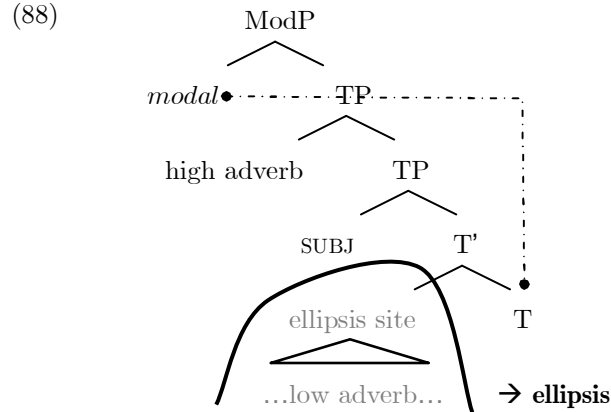 (88)
ModP
modal TP
high adverb TP
SUBJ T'
ellipsis site T
…low adverb… → ellipsis